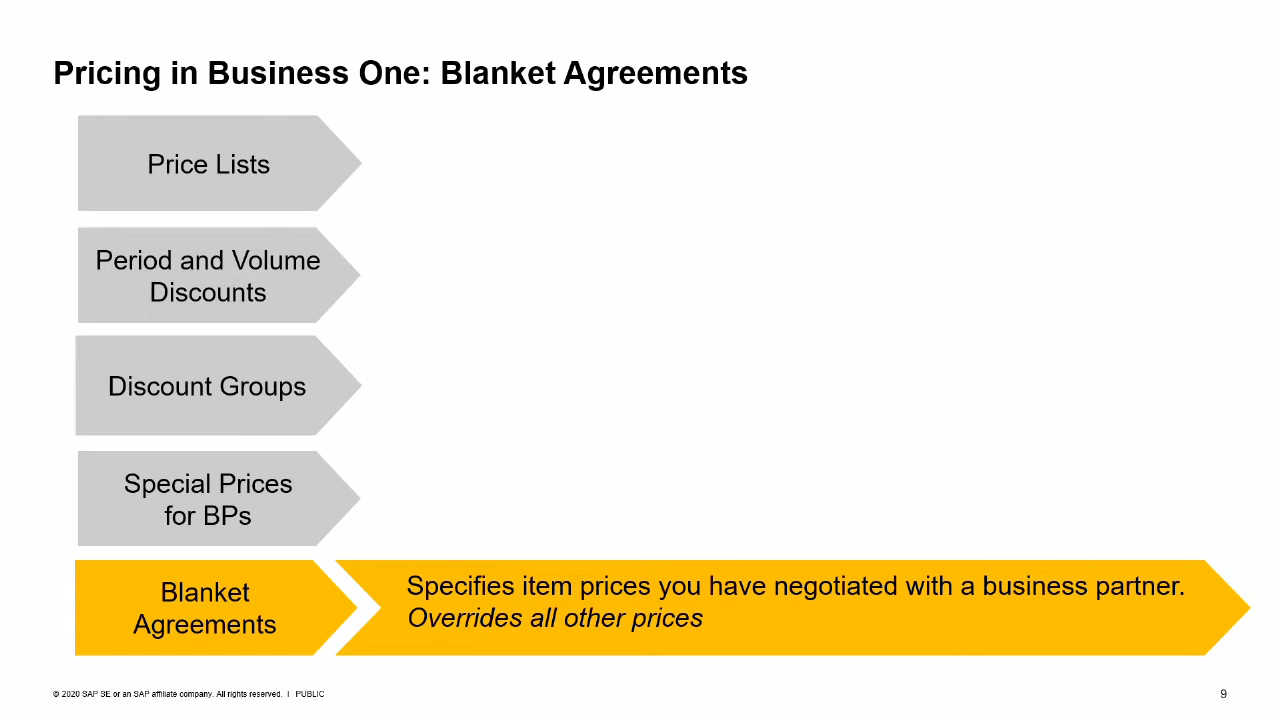 Pricing in Business One: Blanket Agreements
Price Lists
Period and Volume
Discounts
Discount Groups
Special Prices
for BPs
Blanket
Agreements
Specifies item prices you have negotiated with a business partner.
Overrides all other prices
© 2020 SAP SE or an SAP affiliate company. All rights reserved. I PUBLIC
9